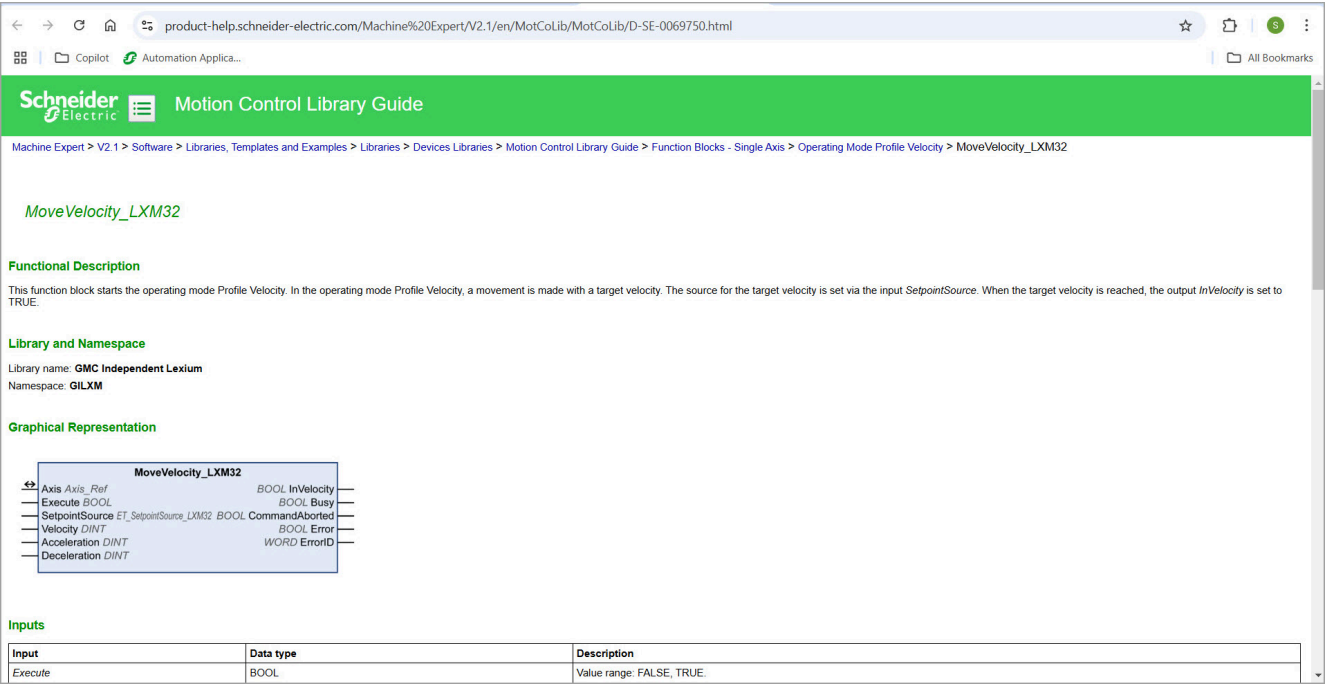 product-help.schneider-electric.com/Machine%20Expert/V2.1/en/MotCoLib/MotCoLib/D-SE-0069750.html
S
Copilot
Automation Applica...
All Bookmarks
Schneider Electric
Motion Control Library Guide
Machine Expert > V2.1 > Software > Libraries, Templates and Examples > Libraries > Devices Libraries > Motion Control Library Guide > Function Blocks - Single Axis > Operating Mode Profile Velocity > MoveVelocity_LXM32
MoveVelocity_LXM32
Functional Description
This function block starts the operating mode Profile Velocity. In the operating mode Profile Velocity, a movement is made with a target velocity. The source for the target velocity is set via the input SetpointSource. When the target velocity is reached, the output InVelocity is set to
TRUE.
Library and Namespace
Library name: GMC Independent Lexium
Namespace: GILXM
Graphical Representation
MoveVelocity_LXM32
Axis Axis_Ref BOOL InVelocity
Execute BOOL BOOL Busy
SetpointSource ET_SetpointSource_LXM32 BOOL CommandAborted
Velocity DINT BOOL Error
Acceleration DINT WORD ErrorID
Deceleration DINT
Inputs
Input Data type Description
Execute BOOL Value range: FALSE, TRUE.